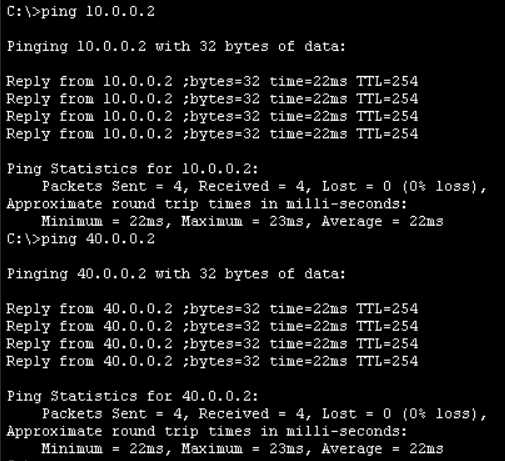 C:\>ping 10.0.0.2
Pinging 10.0.0.2 with 32 bytes of data:
Reply from 10.0.0.2 ;bytes=32 time=22ms TTL=254
Reply from 10.0.0.2 ;bytes=32 time=22ms TTL=254
Reply from 10.0.0.2 ;bytes=32 time=22ms TTL=254
Reply from 10.0.0.2 ;bytes=32 time=22ms TTL=254
Ping Statistics for 10.0.0.2:
Packets Sent = 4, Received = 4, Lost = 0 (0% loss),
Approximate round trip times in milli-seconds:
Minimum = 22ms, Maximum = 23ms, Average = 22ms
C:\>ping 40.0.0.2
Pinging 40.0.0.2 with 32 bytes of data:
Reply from 40.0.0.2 ;bytes=32 time=22ms TTL=254
Reply from 40.0.0.2 ;bytes=32 time=22ms TTL=254
Reply from 40.0.0.2 ;bytes=32 time=22ms TTL=254
Reply from 40.0.0.2 ;bytes=32 time=22ms TTL=254
Ping Statistics for 40.0.0.2:
Packets Sent = 4, Received = 4, Lost = 0 (0% loss),
Approximate round trip times in milli-seconds:
Minimum = 22ms, Maximum = 23ms, Average = 22ms